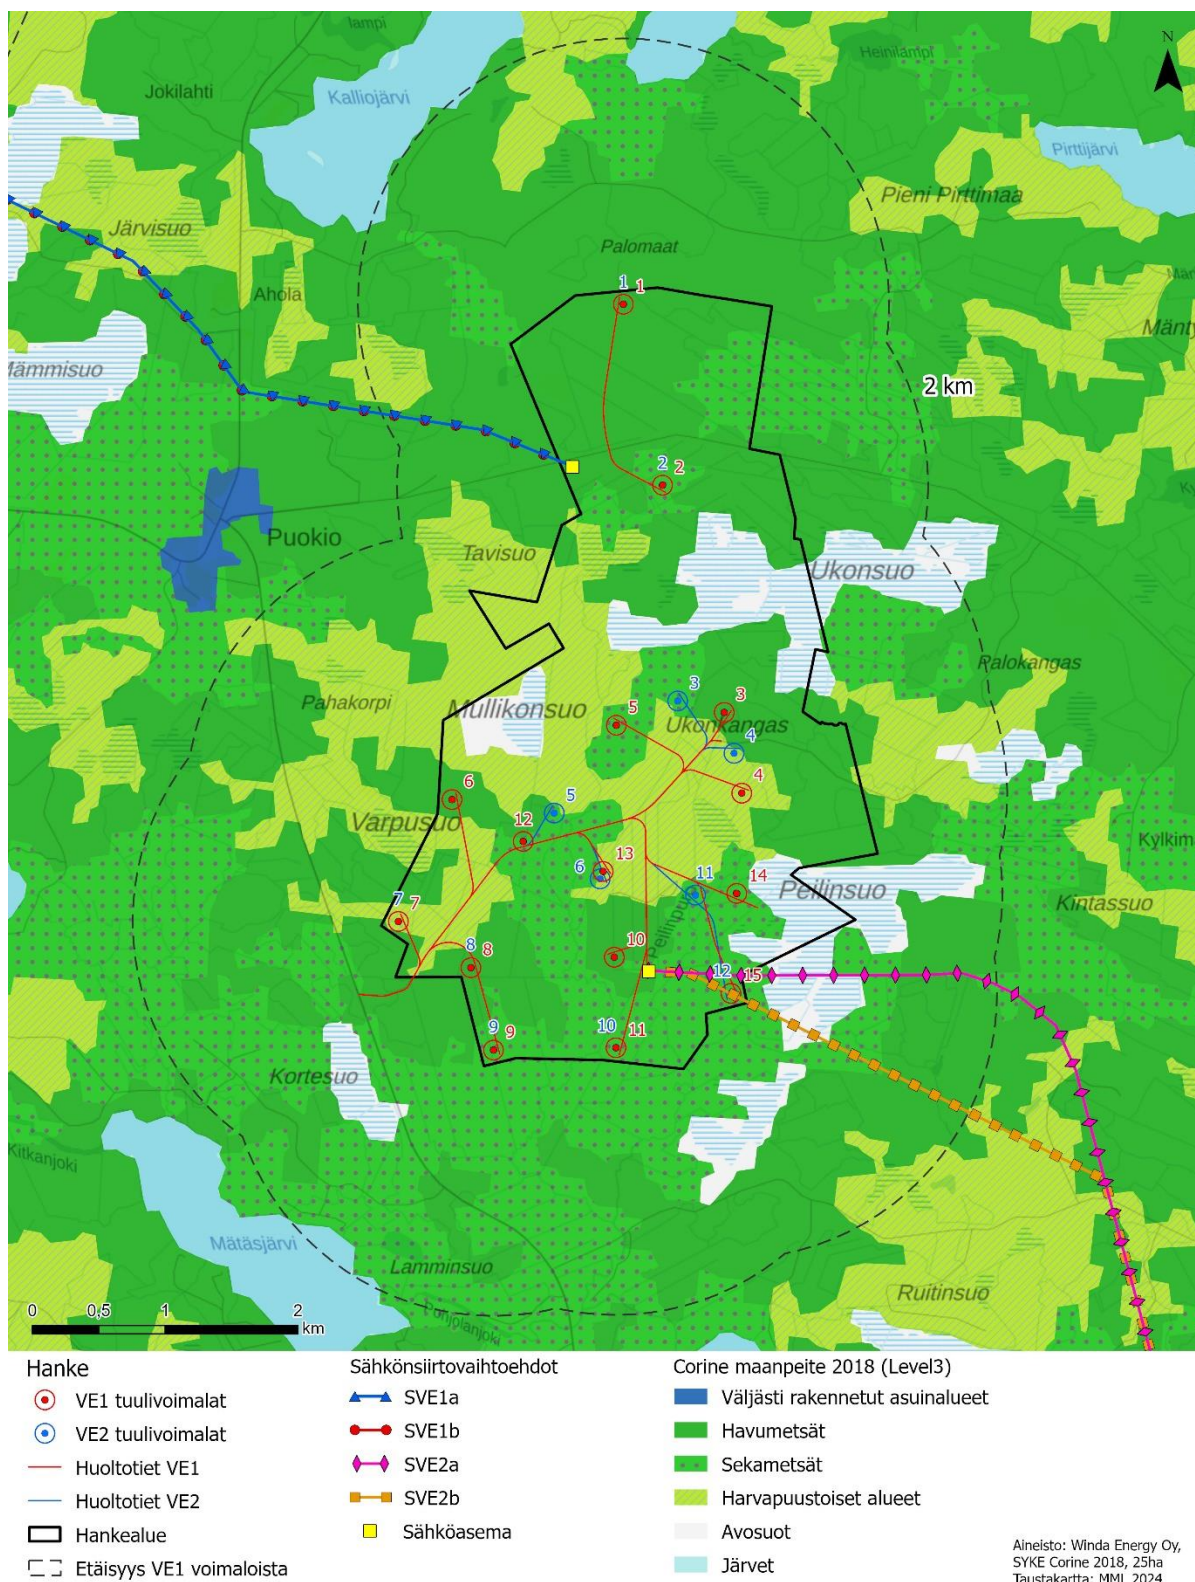 lampi
Heinilampi
N
Jokilahti
Kalliojärvi
Pirttijärvi
Pieni Pirttimaa
Järvisuo
Palomaat
Ahola
1 1
Mänty
Mämmisuo
2 km
2 2
Puokio
Tavisuo
Ukonsuo
Palokangas
Pahakorpi
Mullikonsuo
3
3
5
Ukonkangas
4
4
6
5
Varpusuo
12
Kylkim
13
6
11
14
Peilinsuo
Kintassuo
7 7
Peilinpuro
8 8
10
12 15
9 9
10 11
Kortesuo
Kitkanjoki
Mätäsjärvi
Lamminsuo
Ruitinsuo
Pohjolanjoki
0 0,5 1 2
km
Hanke
VE1 tuulivoimalat
VE2 tuulivoimalat
Huoltotiet VE1
Huoltotiet VE2
Hankealue
Etäisyys VE1 voimaloista
Sähkönsiirtovaihtoehdot
SVE1a
SVE1b
SVE2a
SVE2b
Sähköasema
Corine maanpeite 2018 (Level3)
Väljästi rakennetut asuinalueet
Havumetsät
Sekametsät
Harvapuustoiset alueet
Avosuot
Järvet
Aineisto: Winda Energy Oy,
SYKE Corine 2018, 25ha
Taustakartta: MML 2024